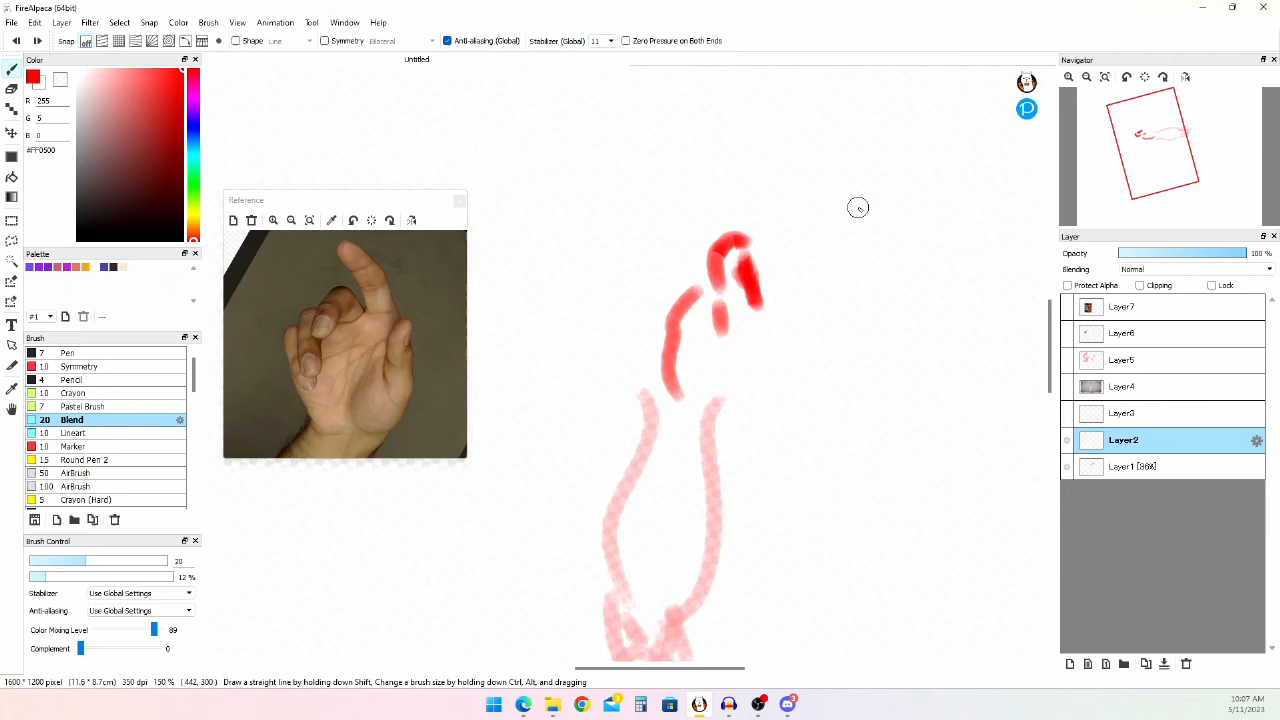 FireAlpaca (64bit)
File Edit Layer Filter Select Snap Color Brush View Animation Tool Window Help
Snap off Shape Line Symmetry Bilateral Anti-aliasing (Global) Stabilizer (Global) 11 Zero Pressure on Both Ends
Color
R 255
G 5
B 0
#FF0500
Palette
#1 ---
Brush
7 Pen
10 Symmetry
4 Pencil
10 Crayon
7 Pastel Brush
20 Blend
10 Lineart
10 Marker
15 Round Pen 2
50 AirBrush
100 AirBrush
5 Crayon (Hard)
Brush Control
20
12 %
Stabilizer Use Global Settings
Anti-aliasing Use Global Settings
Color Mixing Level 89
Complement 0
Untitled
Reference
Navigator
Layer
Opacity 100 %
Blending Normal
Protect Alpha Clipping Lock
Layer7
Layer6
Layer5
Layer4
Layer3
Layer2
Layer1 [36%]
1600 * 1200 pixel (11.6 * 8.7cm) 350 dpi 150 % (442, 300) Draw a straight line by holding down Shift, Change a brush size by holding down Ctrl, Alt, and dragging
10:07 AM
5/11/2023